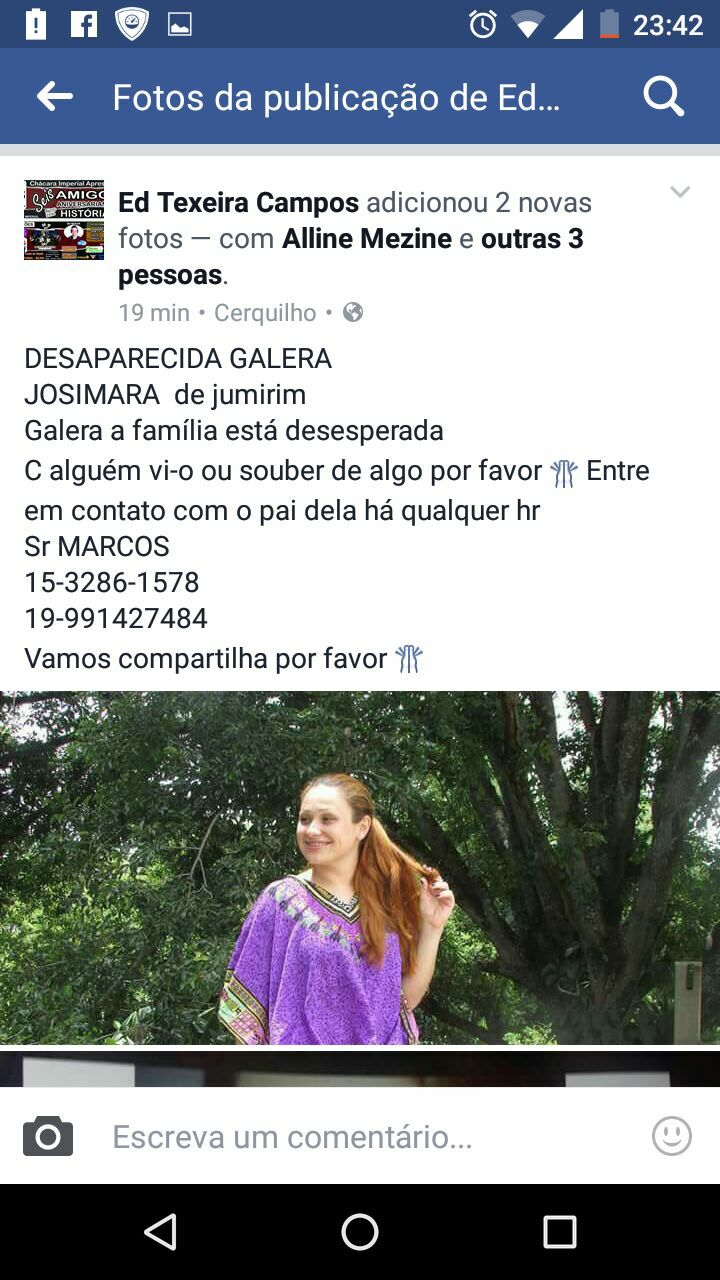 23:42
Fotos da publicação de Ed...
Chácara Imperial Apres
Seis AMIGO
ANIVERSARIA
HISTÓRI
Ed Texeira Campos adicionou 2 novas
fotos — com Alline Mezine e outras 3
pessoas.
19 min • Cerquilho •
DESAPARECIDA GALERA
JOSIMARA  de jumirim
Galera a família está desesperada
C alguém vi-o ou souber de algo por favor Entre
em contato com o pai dela há qualquer hr
Sr MARCOS
15-3286-1578
19-991427484
Vamos compartilha por favor
Escreva um comentário...